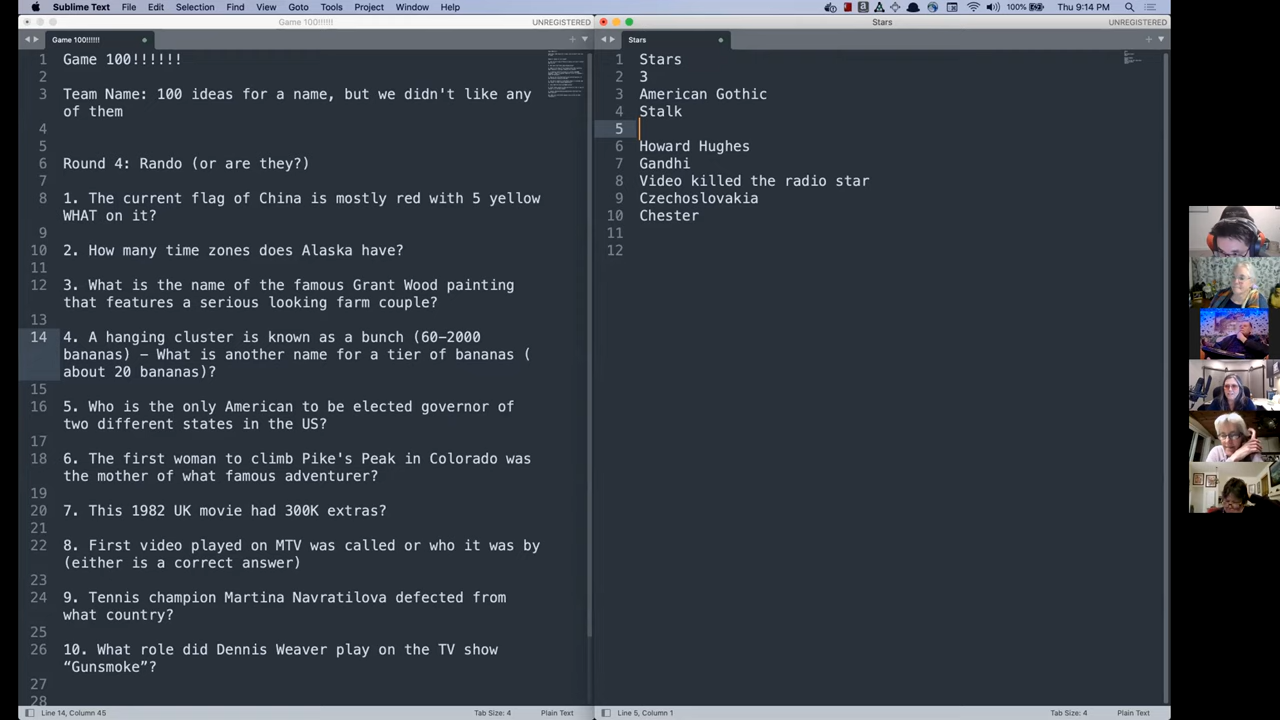 Sublime Text File Edit Selection Find View Goto Tools Project Window Help 100% Thu 9:14 PM
Game 100!!!!!! UNREGISTERED
Game 100!!!!!!
1 Game 100!!!!!!
2
3 Team Name: 100 ideas for a name, but we didn't like any
of them
4
5
6 Round 4: Rando (or are they?)
7
8 1. The current flag of China is mostly red with 5 yellow
WHAT on it?
9
10 2. How many time zones does Alaska have?
11
12 3. What is the name of the famous Grant Wood painting
that features a serious looking farm couple?
13
14 4. A hanging cluster is known as a bunch (60-2000
bananas) - What is another name for a tier of bananas (
about 20 bananas)?
15
16 5. Who is the only American to be elected governor of
two different states in the US?
17
18 6. The first woman to climb Pike's Peak in Colorado was
the mother of what famous adventurer?
19
20 7. This 1982 UK movie had 300K extras?
21
22 8. First video played on MTV was called or who it was by
(either is a correct answer)
23
24 9. Tennis champion Martina Navratilova defected from
what country?
25
26 10. What role did Dennis Weaver play on the TV show
“Gunsmoke”?
27
28
Line 14, Column 45 Tab Size: 4 Plain Text
Stars UNREGISTERED
Stars
1 Stars
2 3
3 American Gothic
4 Stalk
5
6 Howard Hughes
7 Gandhi
8 Video killed the radio star
9 Czechoslovakia
10 Chester
11
12
Line 5, Column 1 Tab Size: 4 Plain Text